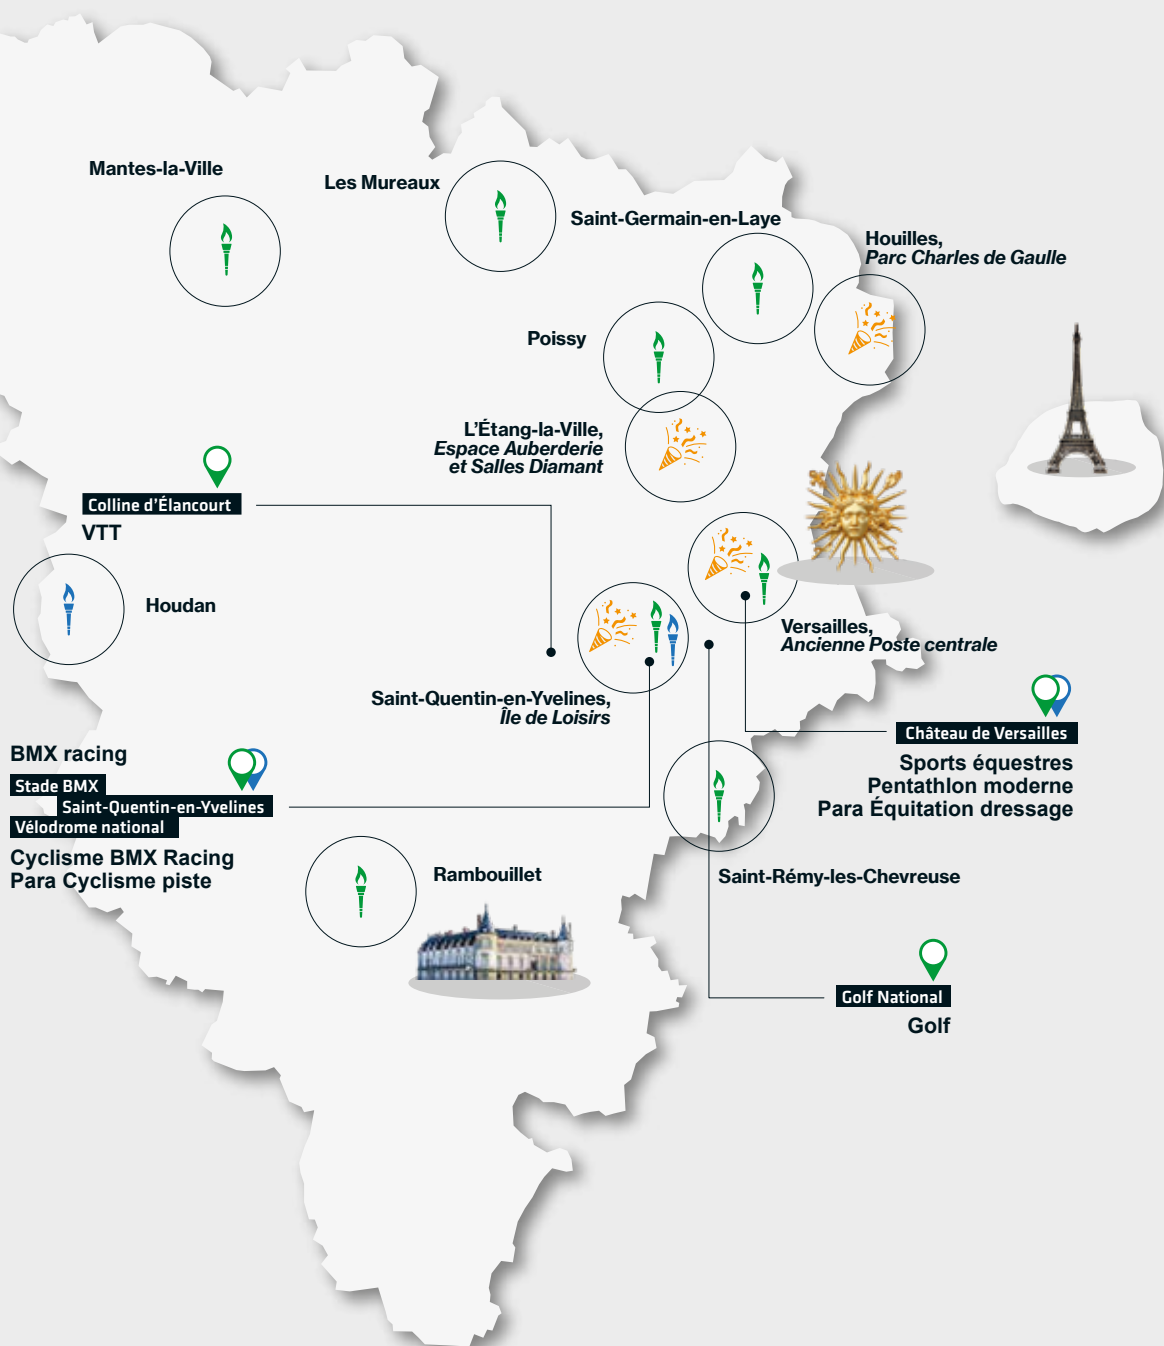 Mantes-la-Ville
Les Mureaux
Saint-Germain-en-Laye
Houilles,
Parc Charles de Gaulle
Poissy
L'Étang-la-Ville,
Espace Auberderie
et Salles Diamant
Colline d'Élancourt
VTT
Houdan
Versailles,
Ancienne Poste centrale
Saint-Quentin-en-Yvelines,
Île de Loisirs
Château de Versailles
Sports équestres
Pentathlon moderne
Para Équitation dressage
BMX racing
Stade BMX
Saint-Quentin-en-Yvelines
Vélodrome national
Cyclisme BMX Racing
Para Cyclisme piste
Rambouillet
Saint-Rémy-les-Chevreuse
Golf National
Golf